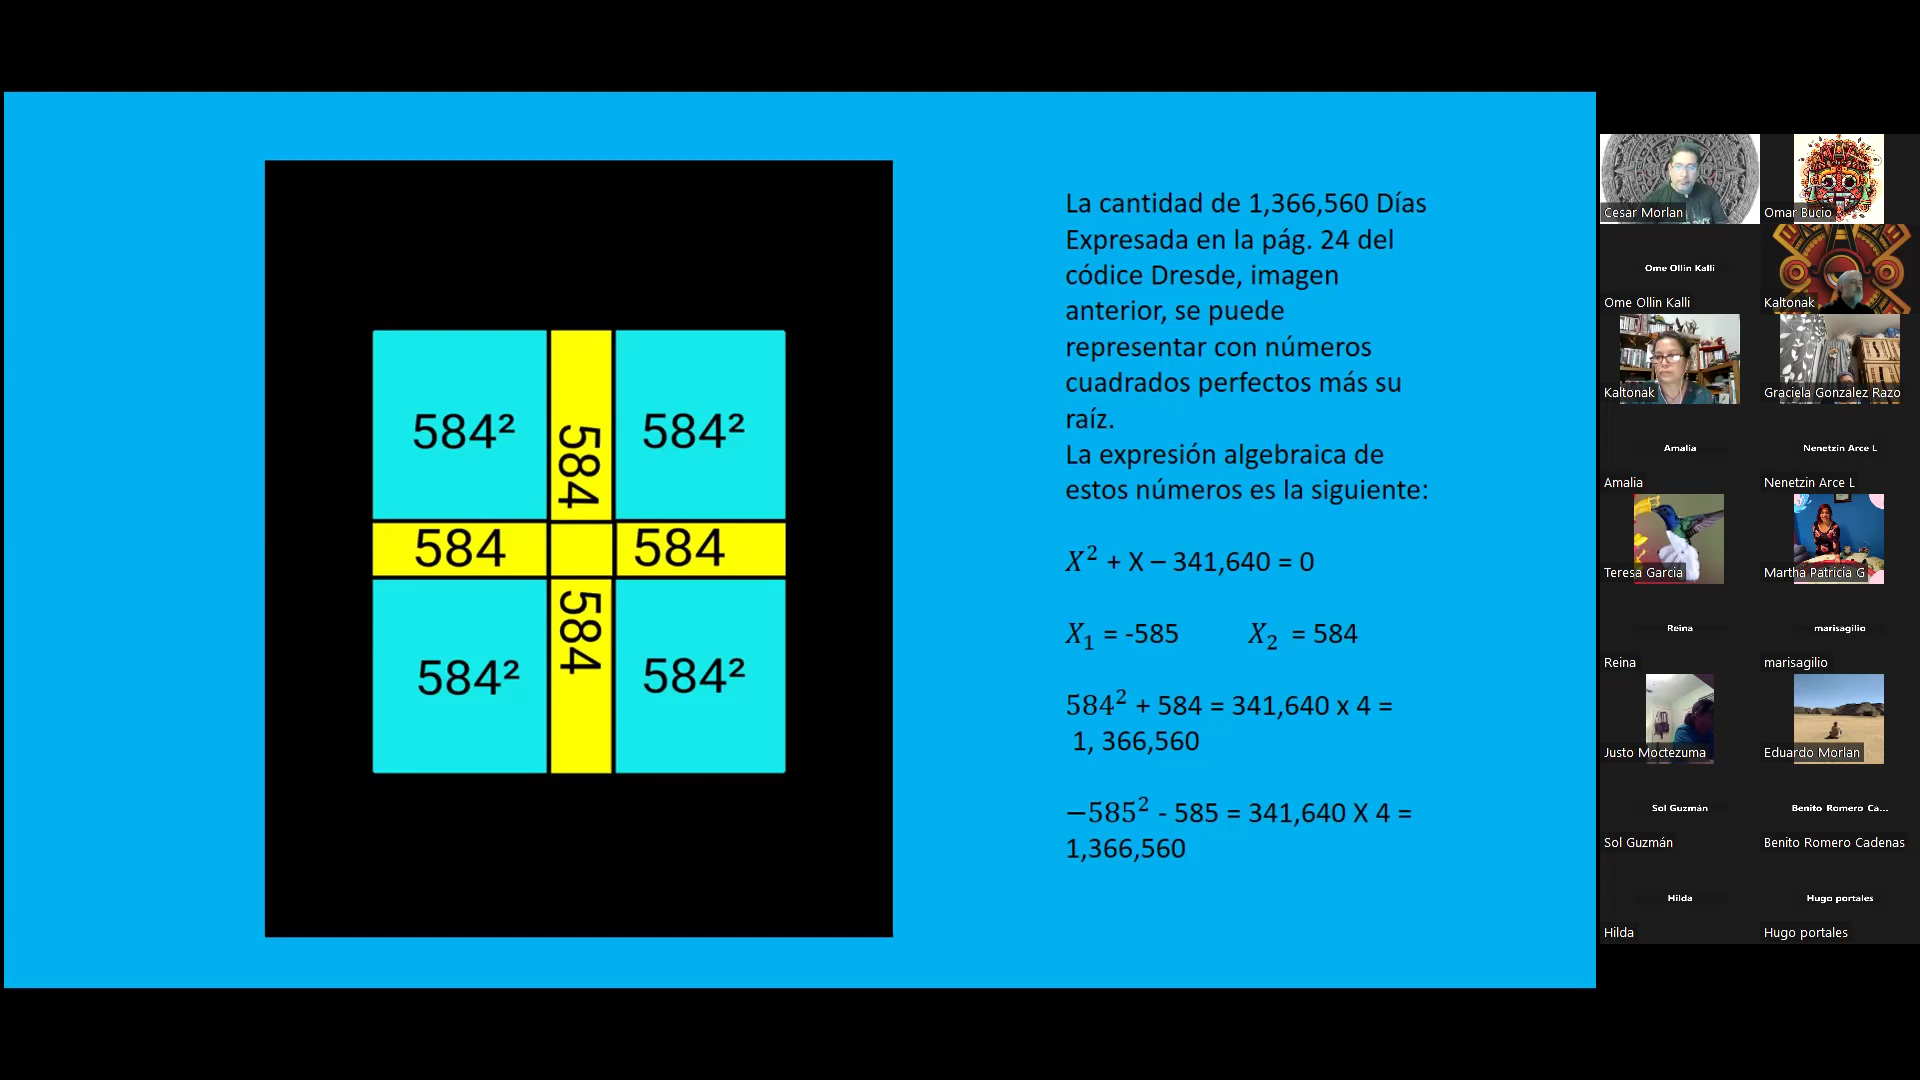 584²
584
584²
584
584
584²
584
584²
La cantidad de 1,366,560 Días
Expresada en la pág. 24 del
códice Dresde, imagen
anterior, se puede
representar con números
cuadrados perfectos más su
raíz.
La expresión algebraica de
estos números es la siguiente:
X² + X – 341,640 = 0
X₁ = -585 X₂ = 584
584² + 584 = 341,640 x 4 =
1, 366,560
−585² - 585 = 341,640 X 4 =
1,366,560
Cesar Morlan
Omar Bucio
Ome Ollin Kalli
Ome Ollin Kalli
Kaltonak
Kaltonak
Graciela Gonzalez Razo
Amalia
Nenetzin Arce L
Amalia
Nenetzin Arce L
Teresa Garcia
Martha Patricia G
Reina
marisagilio
Reina
marisagilio
Justo Moctezuma
Eduardo Morlan
Sol Guzmán
Benito Romero Ca...
Sol Guzmán
Benito Romero Cadenas
Hilda
Hugo portales
Hilda
Hugo portales